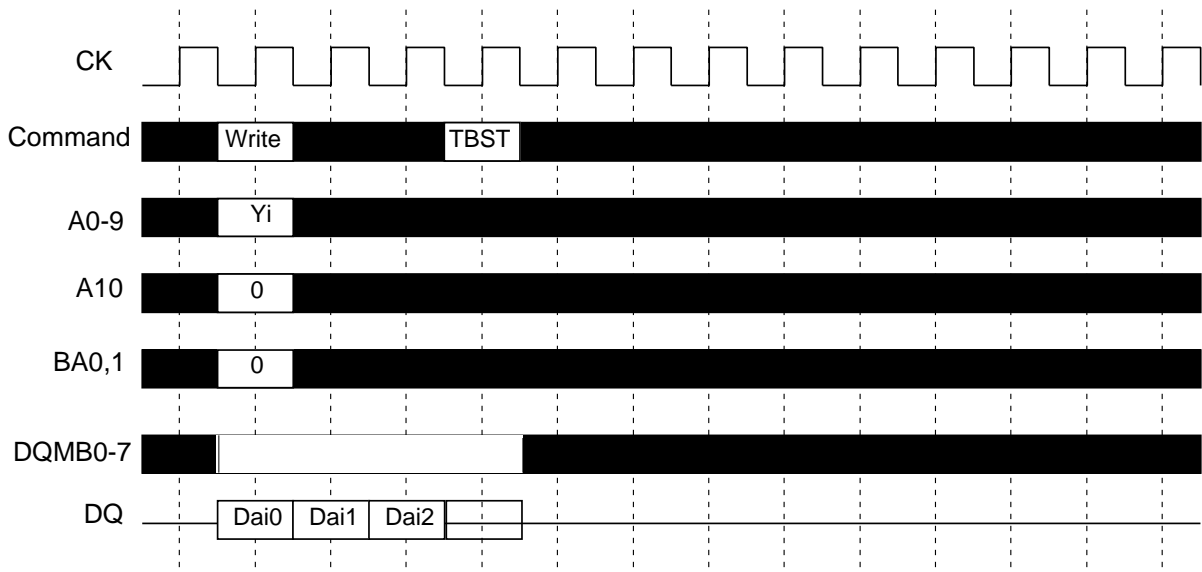 CK
Command Write TBST
A0-9 Yi
A10 0
BA0,1 0
DQMB0-7
DQ Dai0 Dai1 Dai2